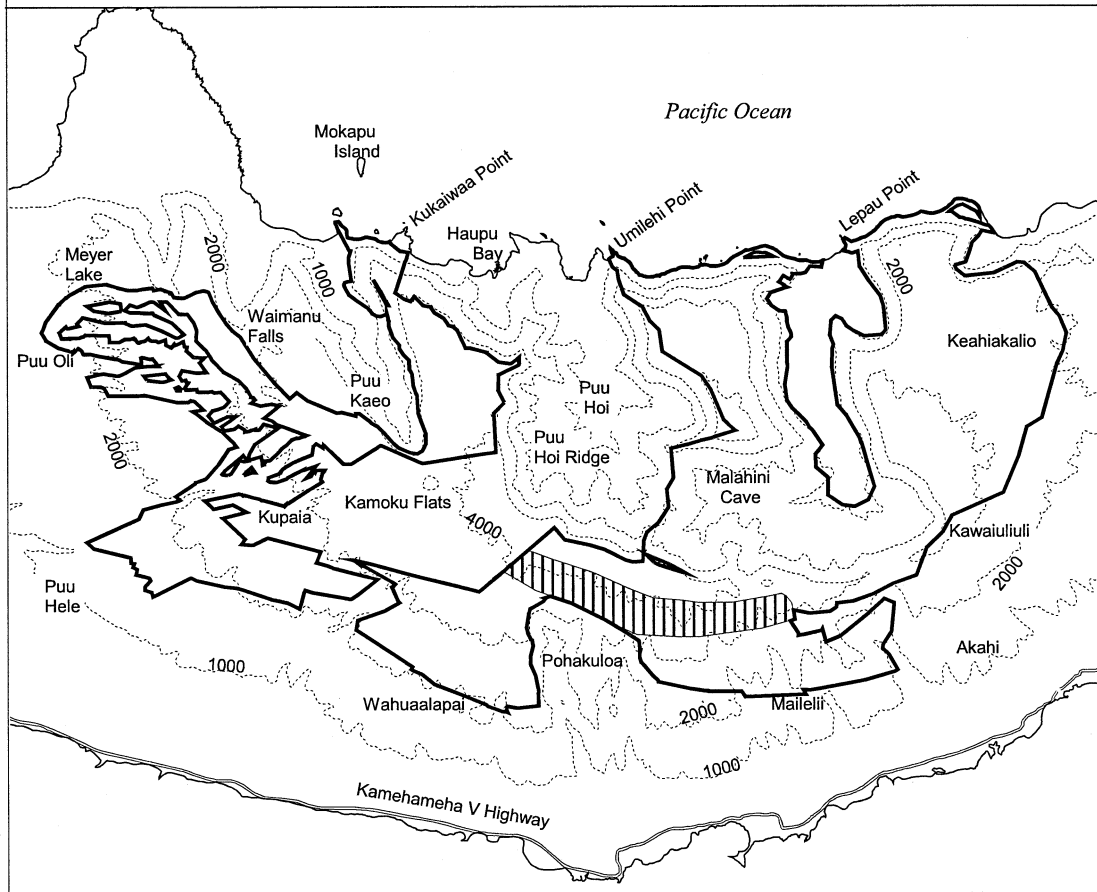 Pacific Ocean
Mokapu
Island
Kukaiwaa Point
Haupu
Bay
Umilehi Point
Lepau Point
Meyer
Lake
2000
1000
2000
Waimanu
Falls
Keahiakalio
Puu Oli
Puu
Kaeo
Puu
Hoi
Puu
Hoi Ridge
2000
Malahini
Cave
Kamoku Flats
Kupaia
4000
Kawaiuliuli
2000
Puu
Hele
1000
Pohakuloa
Akahi
Wahuaalapai
Mailelii
2000
1000
Kamehameha V Highway